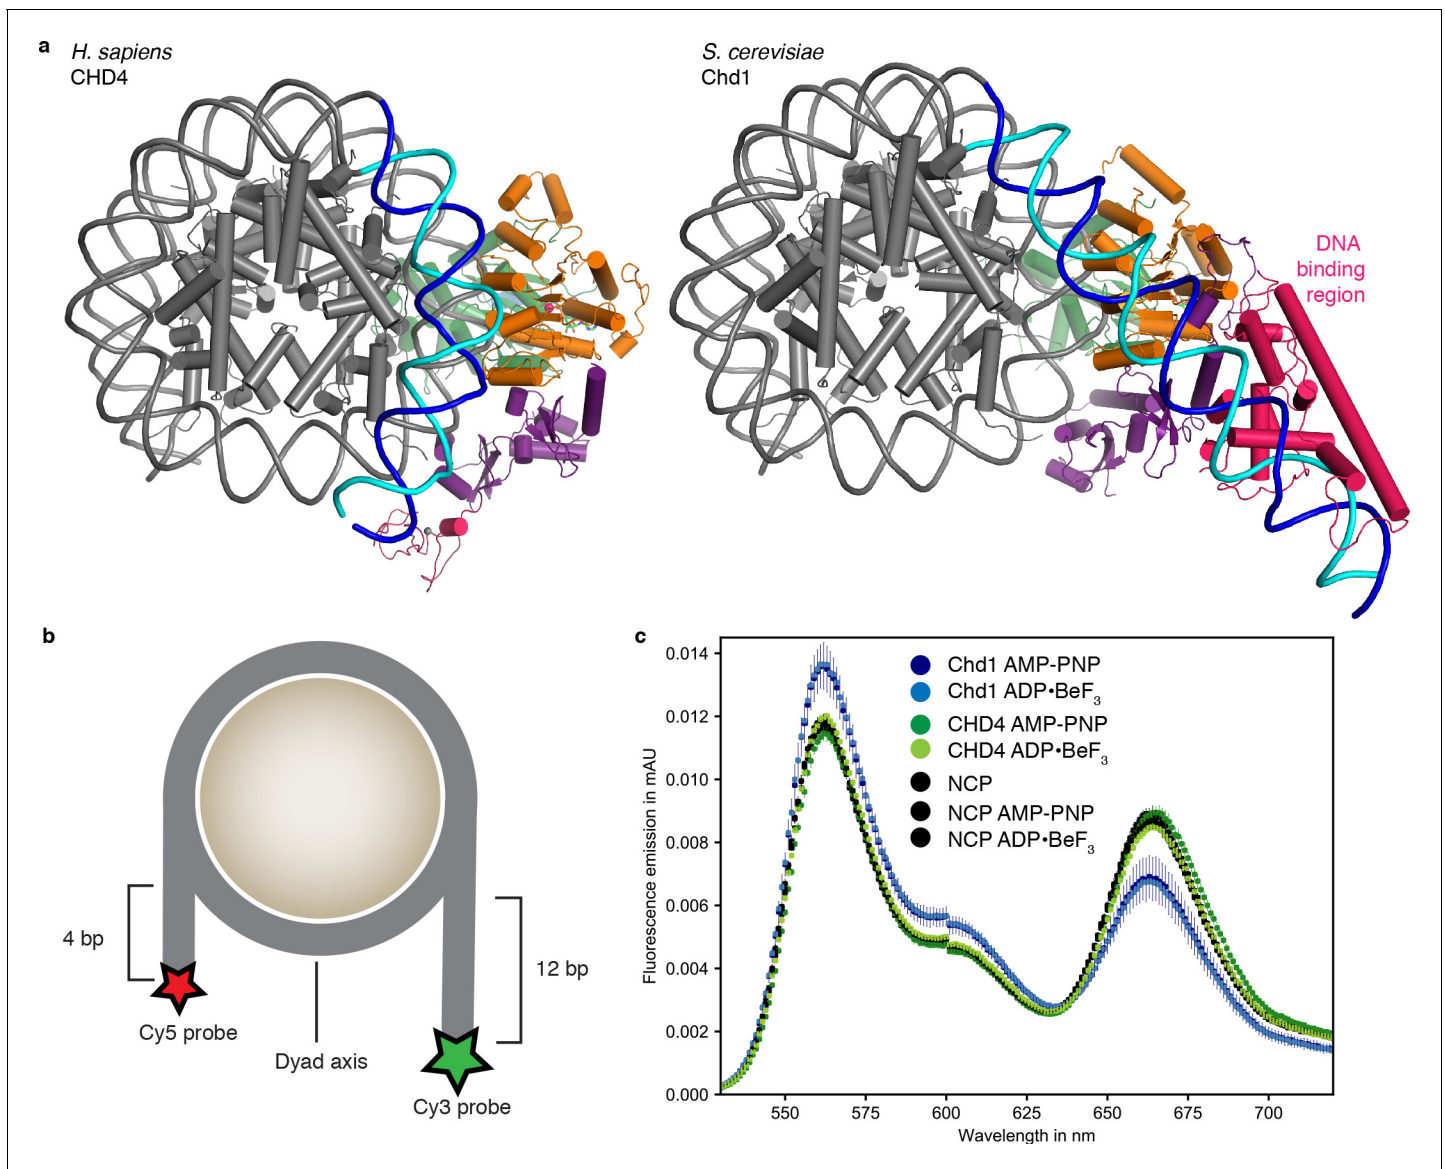 a
H. sapiens
CHD4
S. cerevisiae
Chd1
DNA
binding
region
b
4 bp
12 bp
Cy5 probe
Dyad axis
Cy3 probe
c
Chd1 AMP-PNP
Chd1 ADP•BeF3
CHD4 AMP-PNP
CHD4 ADP•BeF3
NCP
NCP AMP-PNP
NCP ADP•BeF3
Fluorescence emission in mAU
0.014
0.012
0.010
0.008
0.006
0.004
0.002
0.000
550
575
600
625
650
675
700
Wavelength in nm